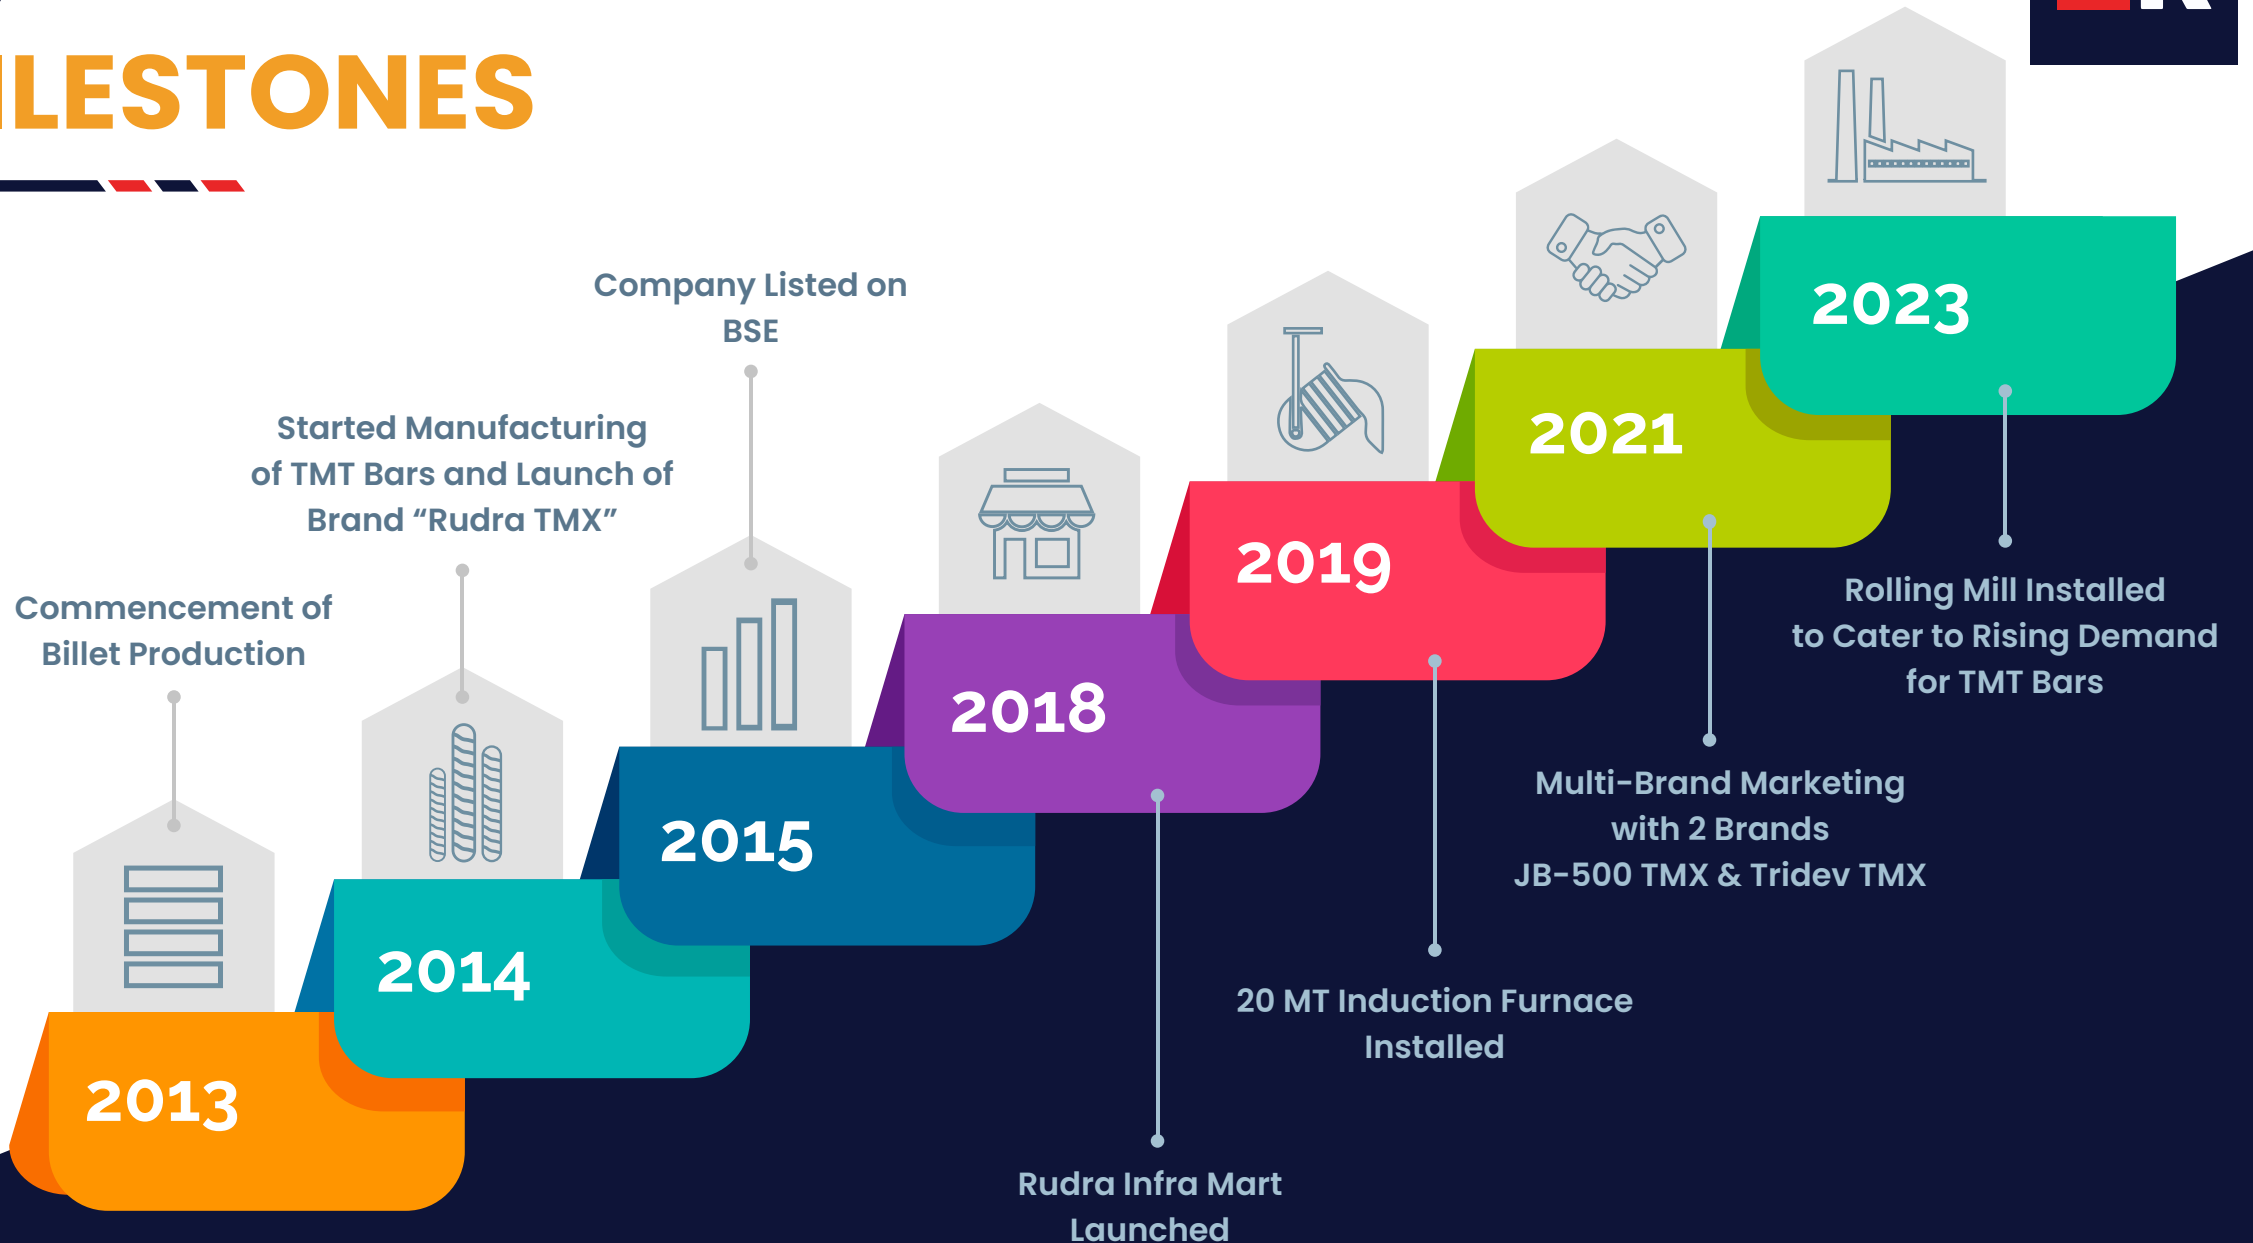 ILESTONES
Company Listed on
BSE
Started Manufacturing
of TMT Bars and Launch of
Brand “Rudra TMX”
Commencement of
Billet Production
2013
2014
2015
2018
2019
2021
2023
Rolling Mill Installed
to Cater to Rising Demand
for TMT Bars
Multi-Brand Marketing
with 2 Brands
JB-500 TMX & Tridev TMX
20 MT Induction Furnace
Installed
Rudra Infra Mart
Launched